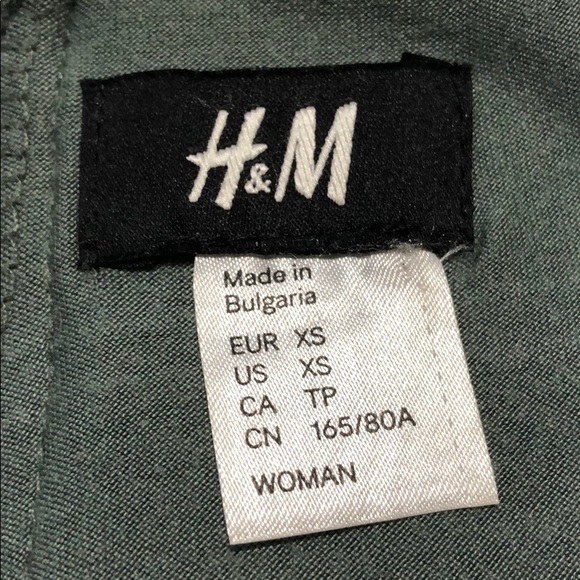 H&M
Made in
Bulgaria
EUR XS
US XS
CA TP
CN 165/80A
WOMAN